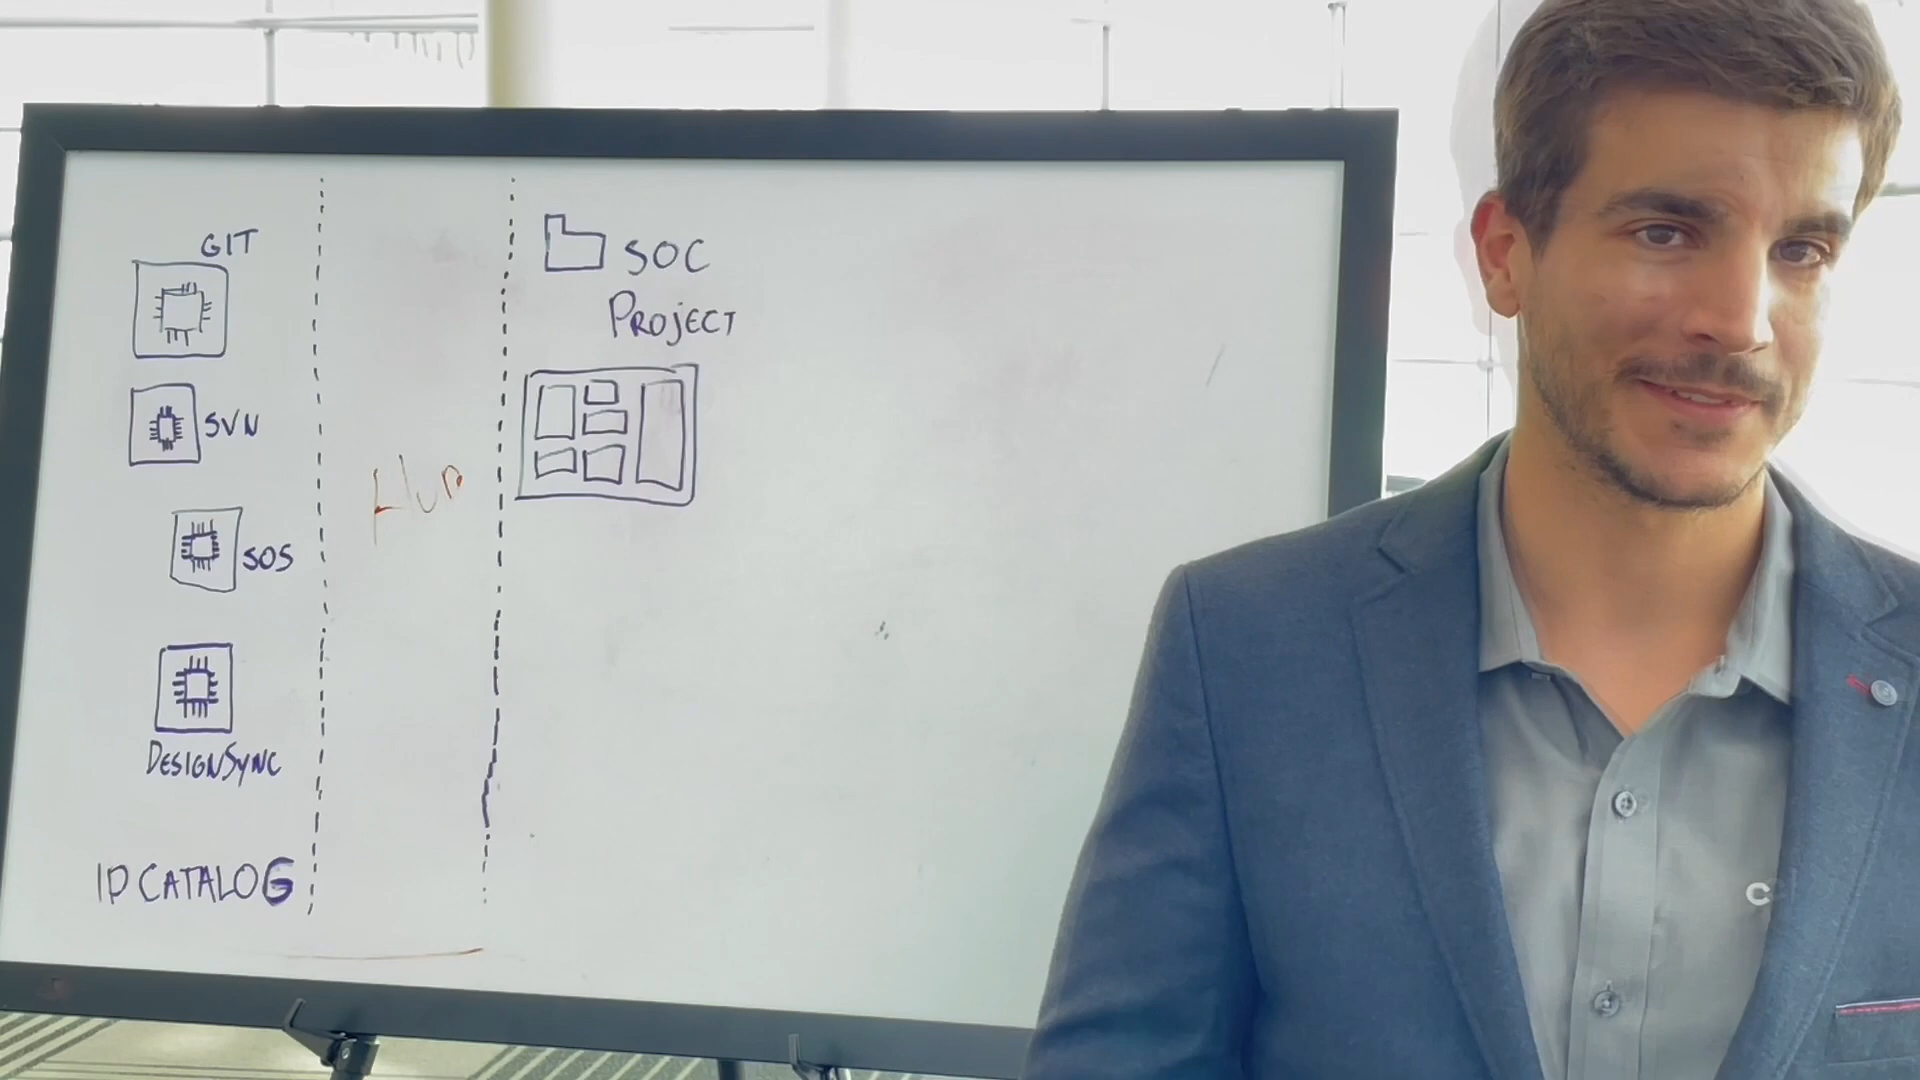 GIT
SVN
SOS
DESIGNSYNC
IP CATALOG
SOC
PROJECT